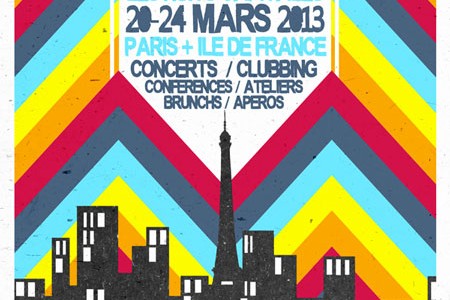 20-24 MARS 2013
PARIS + ILE DE FRANCE
CONCERTS / CLUBBING
CONFERENCES / ATELIERS
BRUNCHS / APEROS